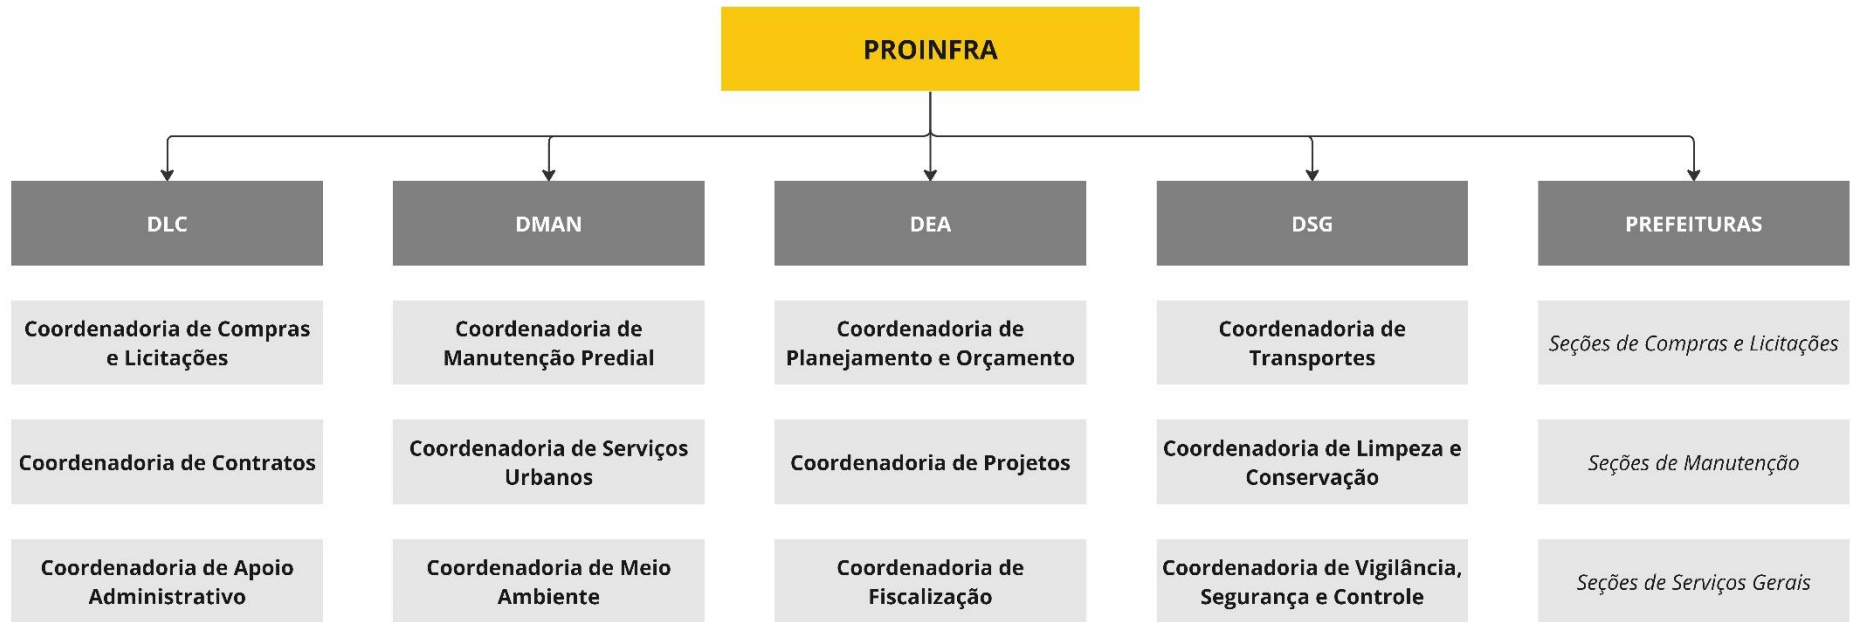 PROINFRA
DLC
DMAN
DEA
DSG
PREFEITURAS
Coordenadoria de Compras
e Licitações
Coordenadoria de
Manutenção Predial
Coordenadoria de
Planejamento e Orçamento
Coordenadoria de
Transportes
Seções de Compras e Licitações
Coordenadoria de Contratos
Coordenadoria de Serviços
Urbanos
Coordenadoria de Projetos
Coordenadoria de Limpeza e
Conservação
Seções de Manutenção
Coordenadoria de Apoio
Administrativo
Coordenadoria de Meio
Ambiente
Coordenadoria de
Fiscalização
Coordenadoria de Vigilância,
Segurança e Controle
Seções de Serviços Gerais